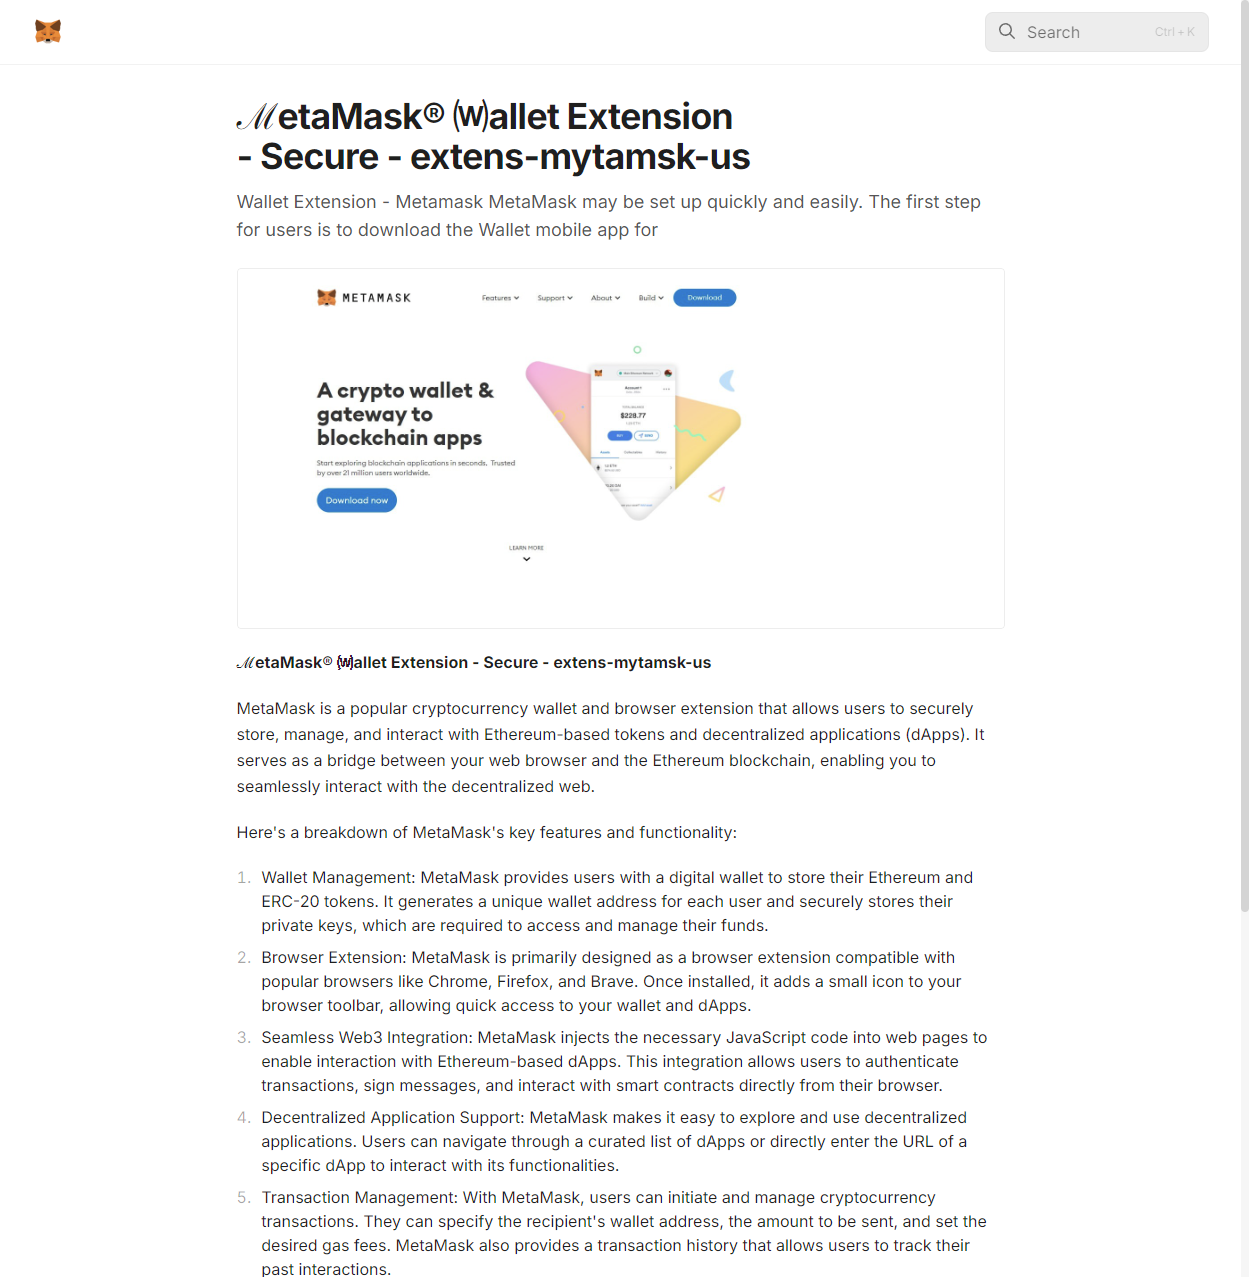 Search
Ctrl + K
ℳetaMask® 🄦allet Extension
- Secure - extens-mytamsk-us
Wallet Extension - Metamask MetaMask may be set up quickly and easily. The first step
for users is to download the Wallet mobile app for
METAMASK
Features
Support
About
Build
Download
A crypto wallet &
gateway to
blockchain apps
Start exploring blockchain applications in seconds. Trusted
by over 21 million users worldwide.
Download now
Account 1
$228.77
LEARN MORE
ℳetaMask® 🄦allet Extension - Secure - extens-mytamsk-us
MetaMask is a popular cryptocurrency wallet and browser extension that allows users to securely
store, manage, and interact with Ethereum-based tokens and decentralized applications (dApps). It
serves as a bridge between your web browser and the Ethereum blockchain, enabling you to
seamlessly interact with the decentralized web.
Here's a breakdown of MetaMask's key features and functionality:
1. Wallet Management: MetaMask provides users with a digital wallet to store their Ethereum and
ERC-20 tokens. It generates a unique wallet address for each user and securely stores their
private keys, which are required to access and manage their funds.
2. Browser Extension: MetaMask is primarily designed as a browser extension compatible with
popular browsers like Chrome, Firefox, and Brave. Once installed, it adds a small icon to your
browser toolbar, allowing quick access to your wallet and dApps.
3. Seamless Web3 Integration: MetaMask injects the necessary JavaScript code into web pages to
enable interaction with Ethereum-based dApps. This integration allows users to authenticate
transactions, sign messages, and interact with smart contracts directly from their browser.
4. Decentralized Application Support: MetaMask makes it easy to explore and use decentralized
applications. Users can navigate through a curated list of dApps or directly enter the URL of a
specific dApp to interact with its functionalities.
5. Transaction Management: With MetaMask, users can initiate and manage cryptocurrency
transactions. They can specify the recipient's wallet address, the amount to be sent, and set the
desired gas fees. MetaMask also provides a transaction history that allows users to track their
past interactions.